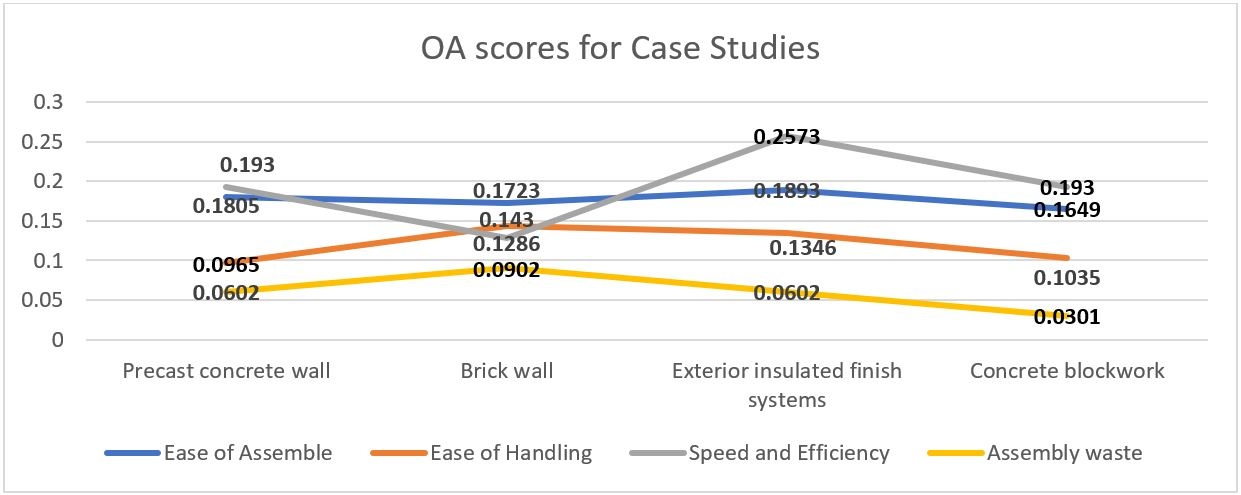 OA scores for Case Studies
0.3
0.25
0.2
0.15
0.1
0.05
0
0.193
0.1805
0.0965
0.0602
0.1723
0.143
0.1286
0.0902
0.2573
0.1893
0.1346
0.0602
0.193
0.1649
0.1035
0.0301
Precast concrete wall
Brick wall
Exterior insulated finish
systems
Concrete blockwork
Ease of Assemble
Ease of Handling
Speed and Efficiency
Assembly waste